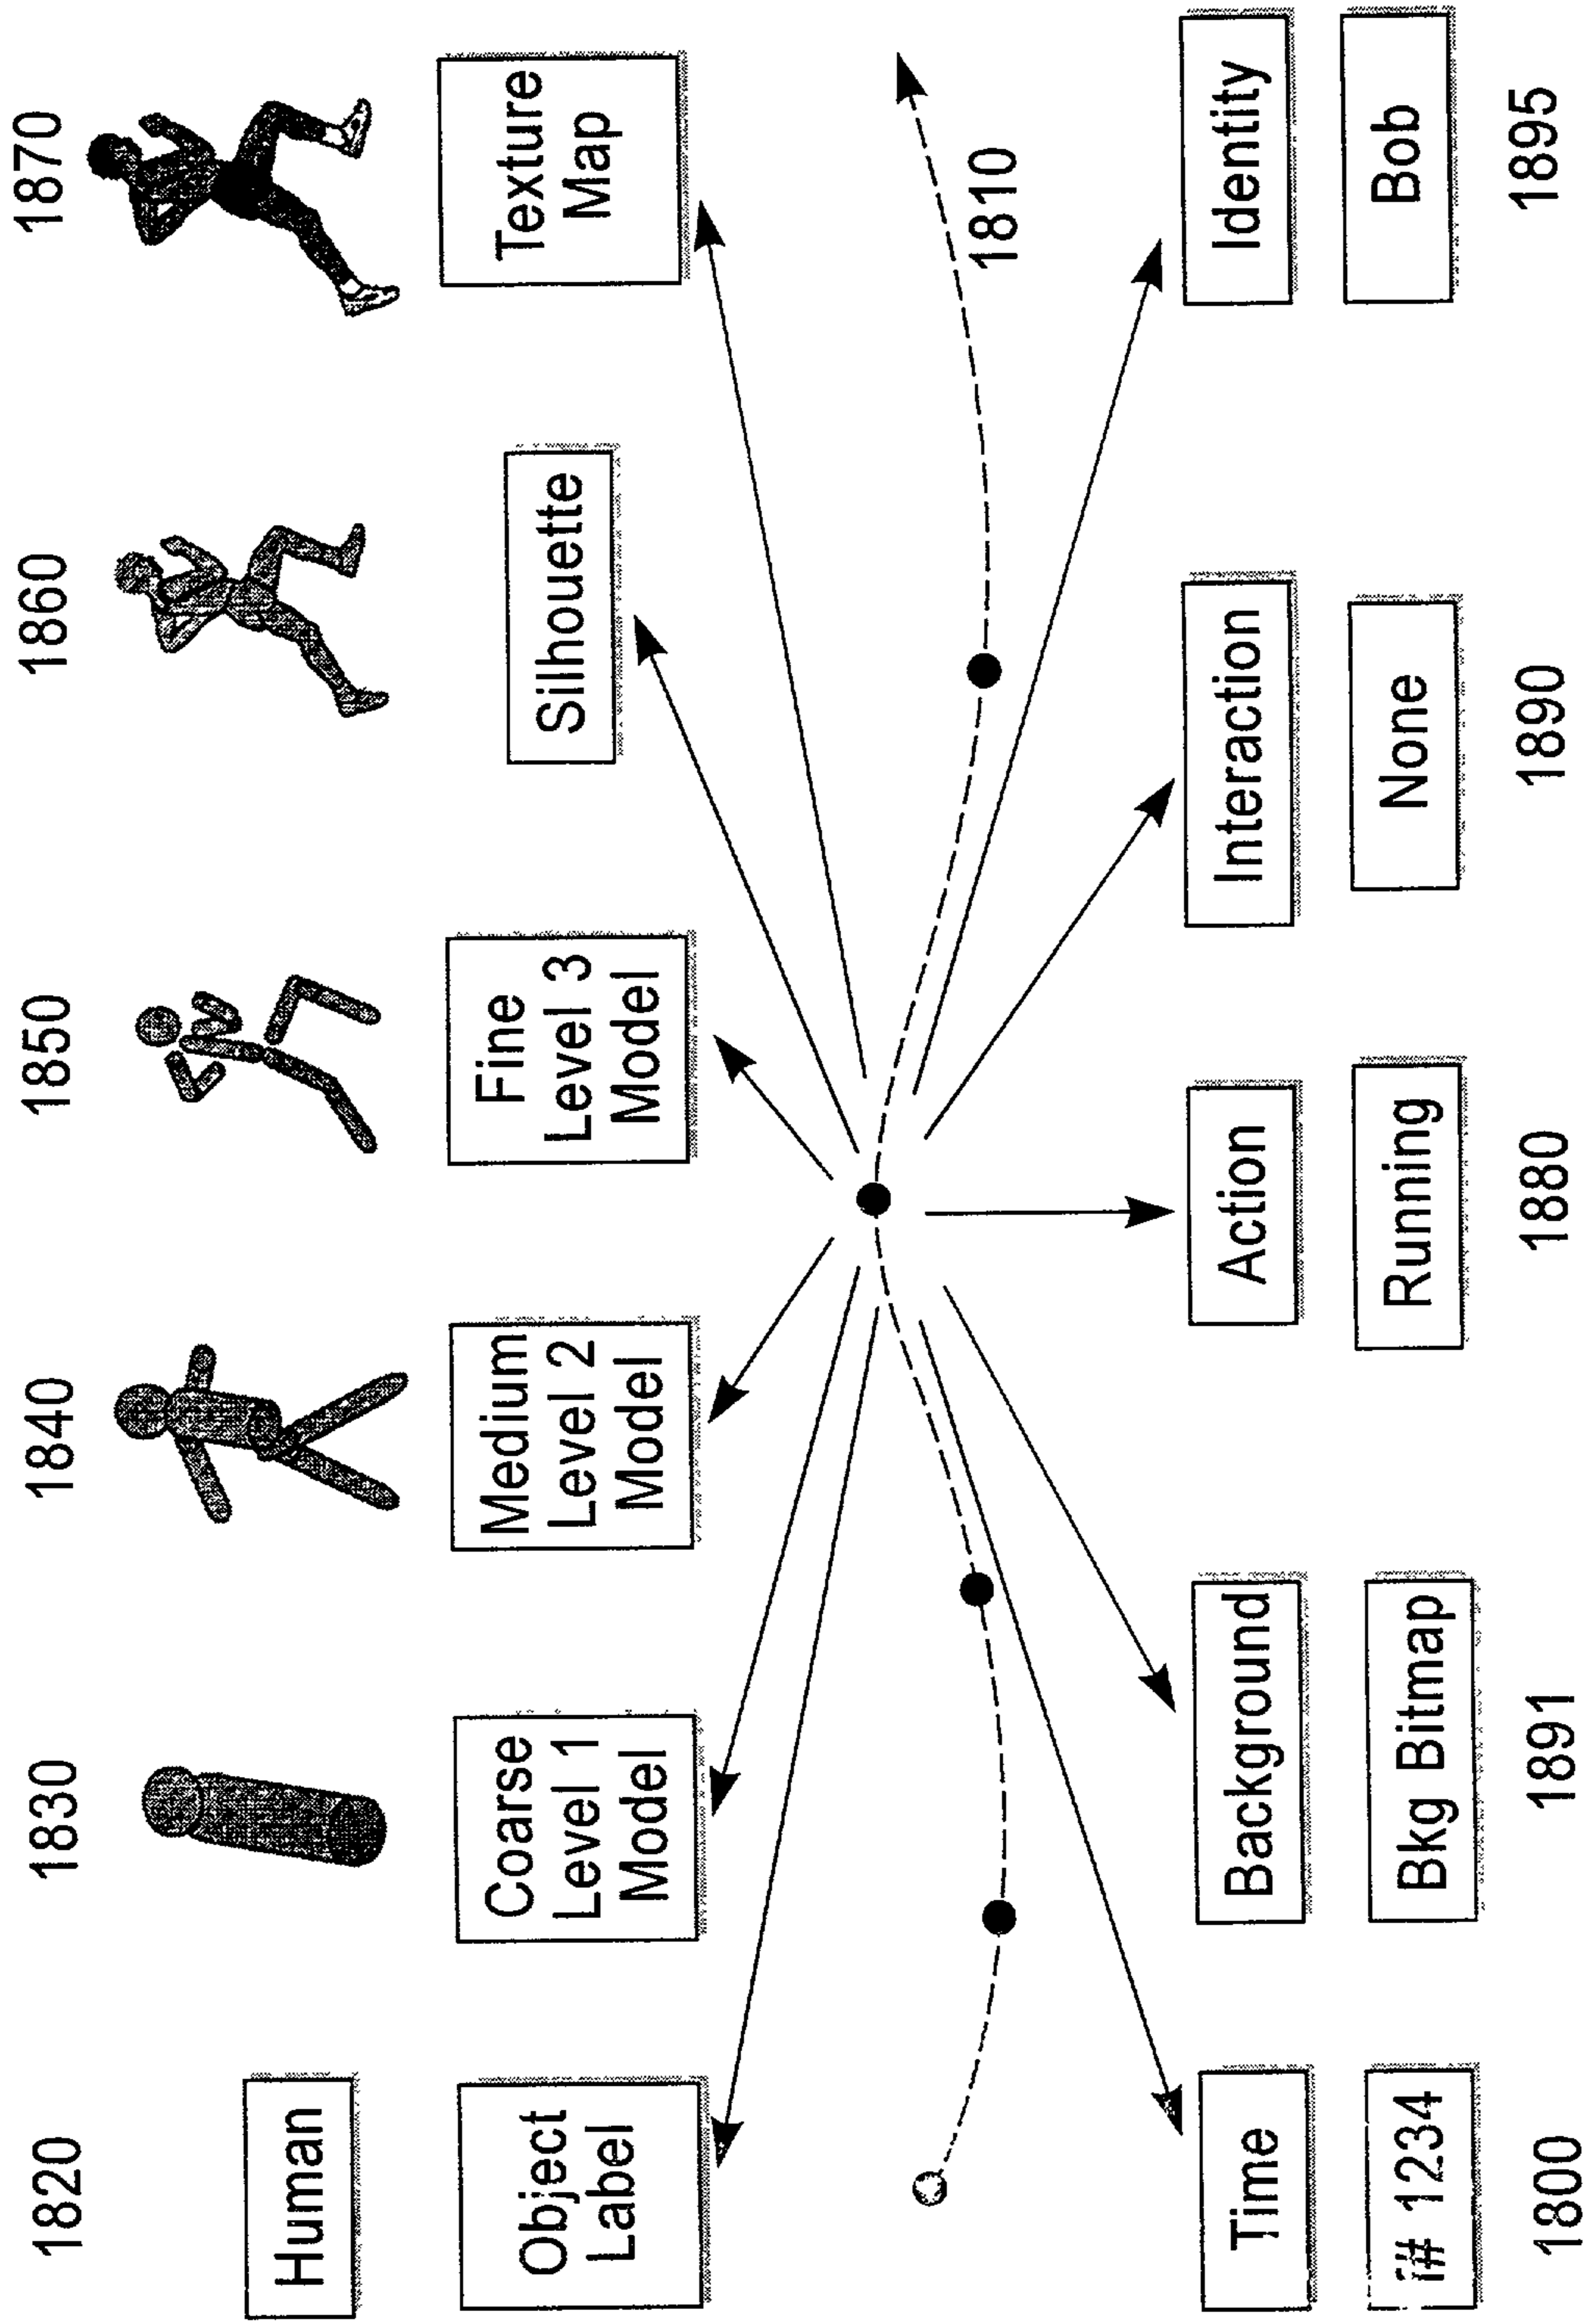 1820
1830
1840
1850
1860
1870
Human
Object
Label
Coarse
Level 1
Model
Medium
Level 2
Model
Fine
Level 3
Model
Silhouette
Texture
Map
1810
Time
Background
Action
Interaction
Identity
f# 1234
Bkg Bitmap
Running
None
Bob
1800
1891
1880
1890
1895